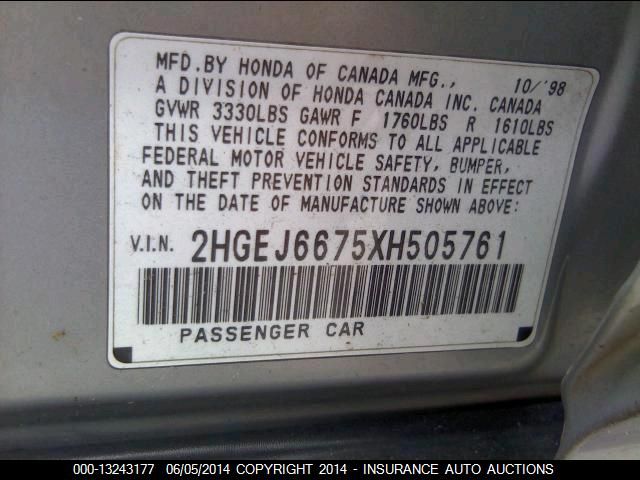 MFD.BY HONDA OF CANADA MFG., 10/'98
A DIVISION OF HONDA CANADA INC. CANADA
GVWR 3330LBS GAWR F 1760LBS R 1610LBS
THIS VEHICLE CONFORMS TO ALL APPLICABLE
FEDERAL MOTOR VEHICLE SAFETY, BUMPER,
AND THEFT PREVENTION STANDARDS IN EFFECT
ON THE DATE OF MANUFACTURE SHOWN ABOVE:
V.I.N. 2HGEJ6675XH505761
PASSENGER CAR
000-13243177 06/05/2014 COPYRIGHT 2014 - INSURANCE AUTO AUCTIONS